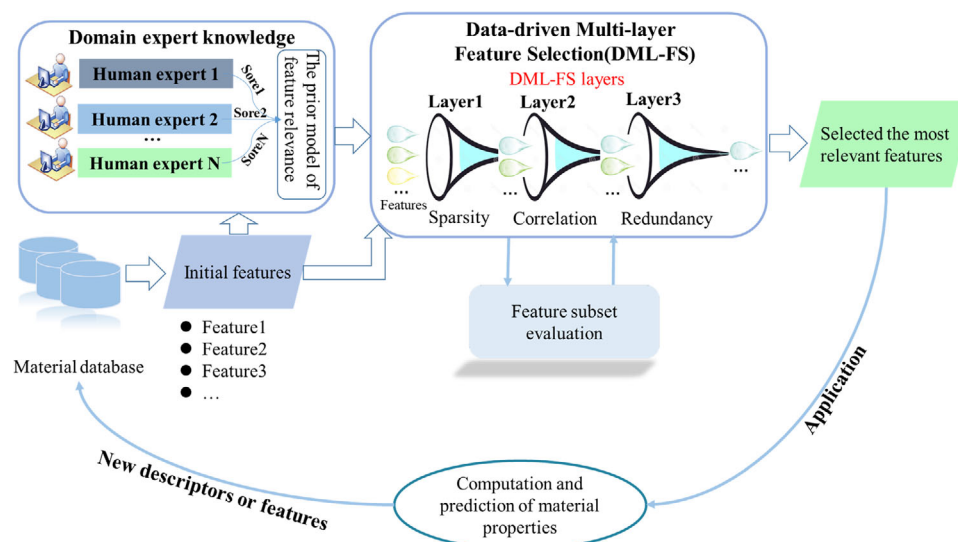 Domain expert knowledge
Human expert 1
Human expert 2
...
Human expert N
Sore1
Sore2
SoreN
The prior model of
feature relevance
Data-driven Multi-layer
Feature Selection(DML-FS)
DML-FS layers
Layer1
Layer2
Layer3
...
...
...
...
Features
Sparsity
Correlation
Redundancy
Selected the most
relevant features
Initial features
Feature1
Feature2
Feature3
...
Material database
Feature subset
evaluation
Application
Computation and
prediction of material
properties
New descriptors or features